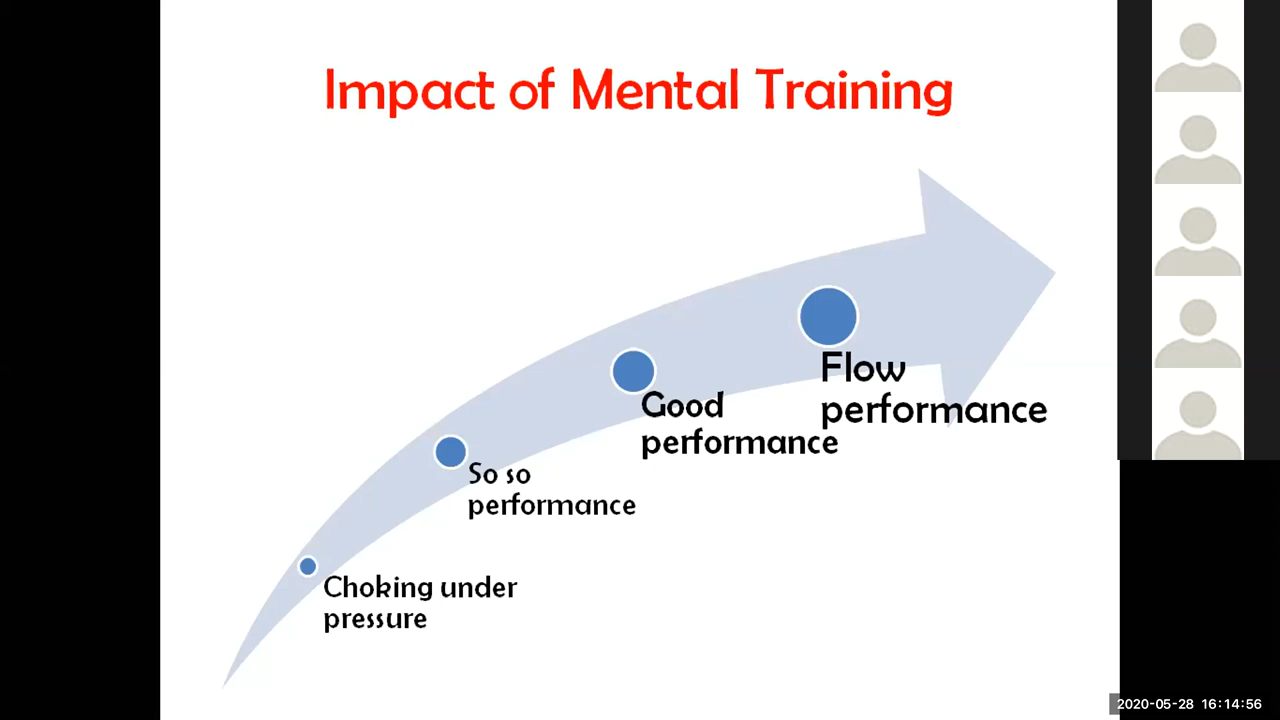 Impact of Mental Training
Flow
performance
Good
performance
So so
performance
Choking under
pressure
2020-05-28 16:14:56